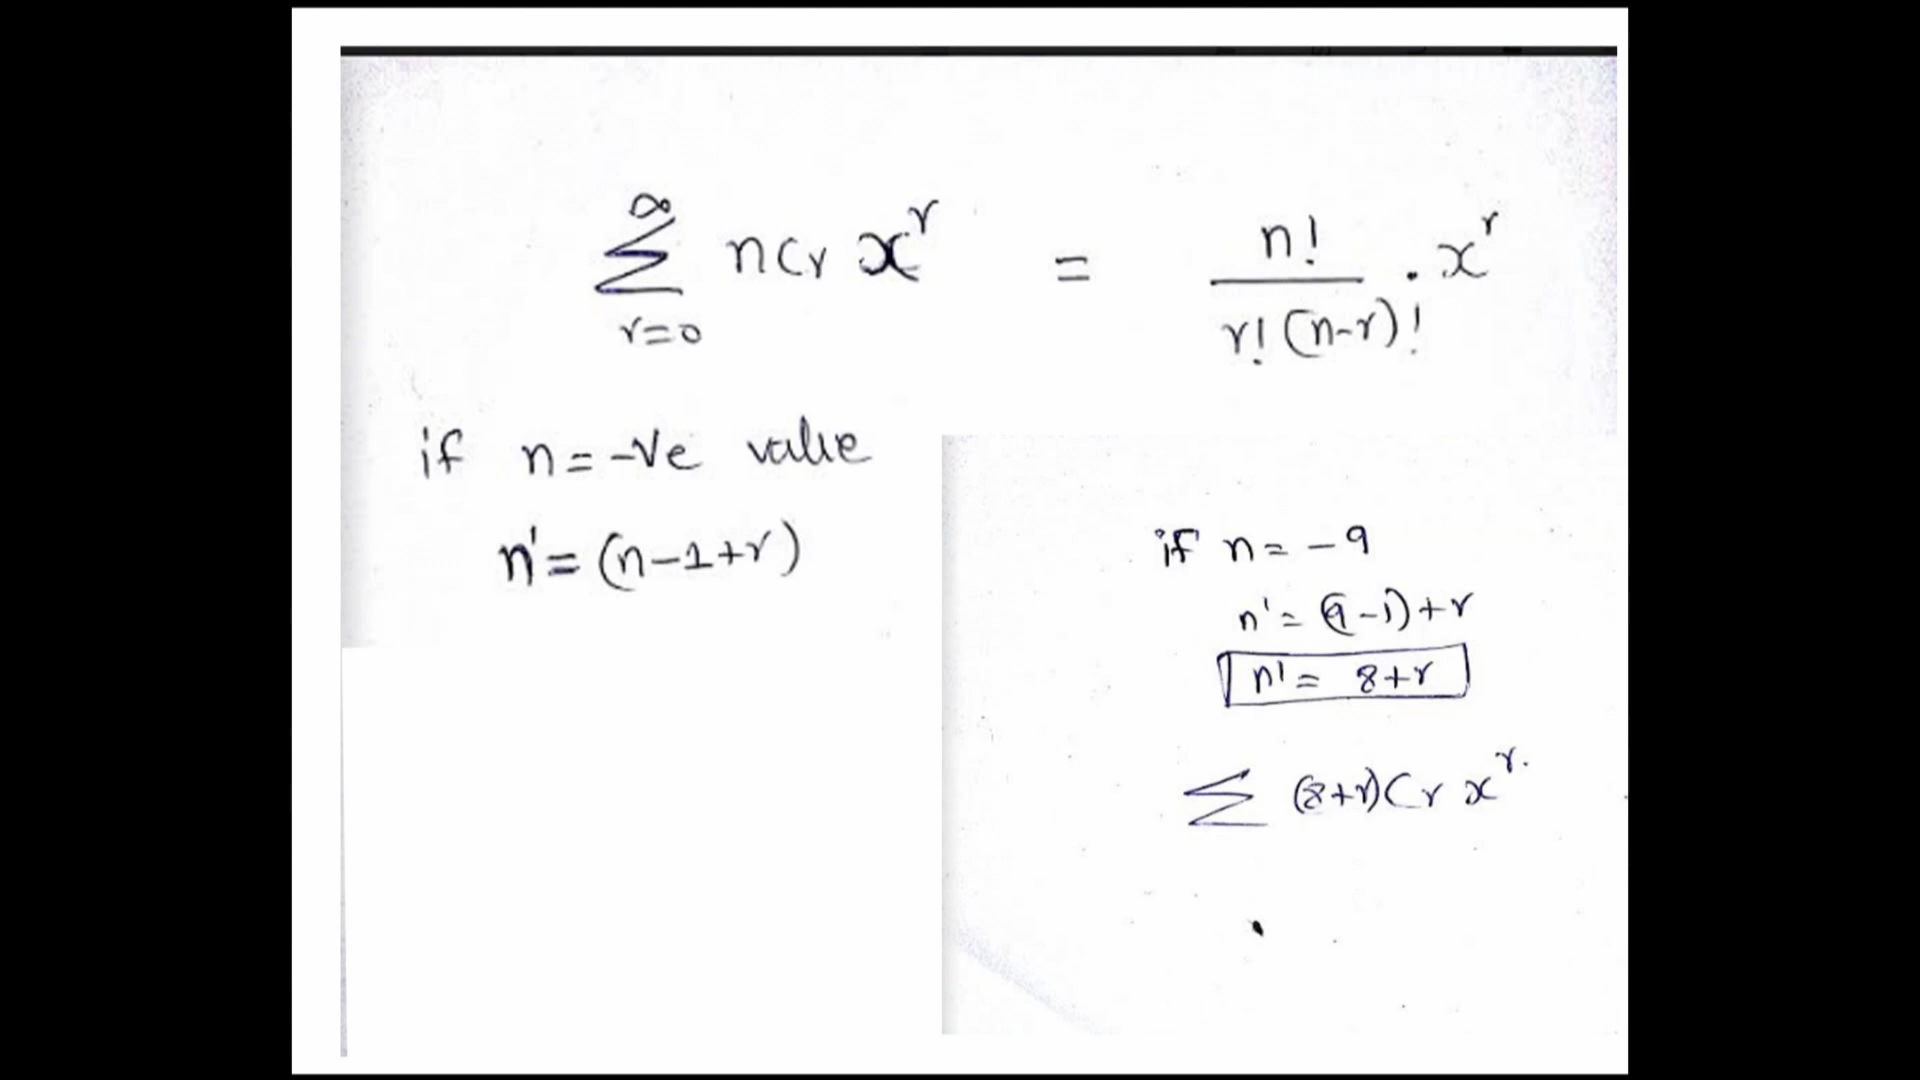 ∞
Σ nCr x^r = n! / r!(n-r)! . x^r
r=0
if n = -ve value
n' = (n-1+r)
if n = -9
n' = (9-1)+r
n' = 8+r
Σ (8+r)Cr x^r.